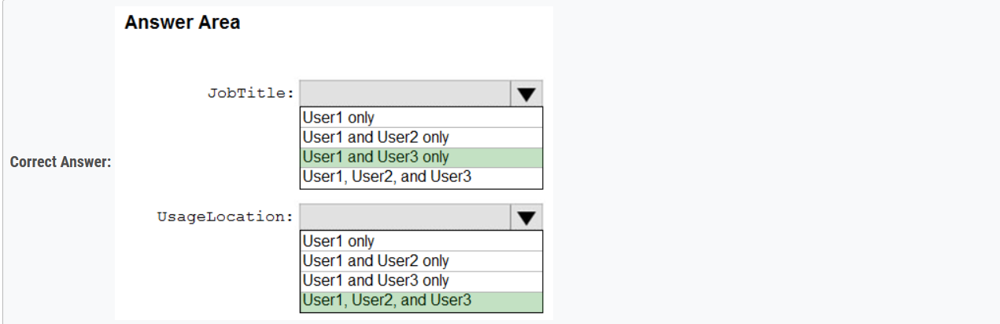 Answer Area
JobTitle:
User1 only
User1 and User2 only
User1 and User3 only
User1, User2, and User3
Correct Answer:
UsageLocation:
User1 only
User1 and User2 only
User1 and User3 only
User1, User2, and User3